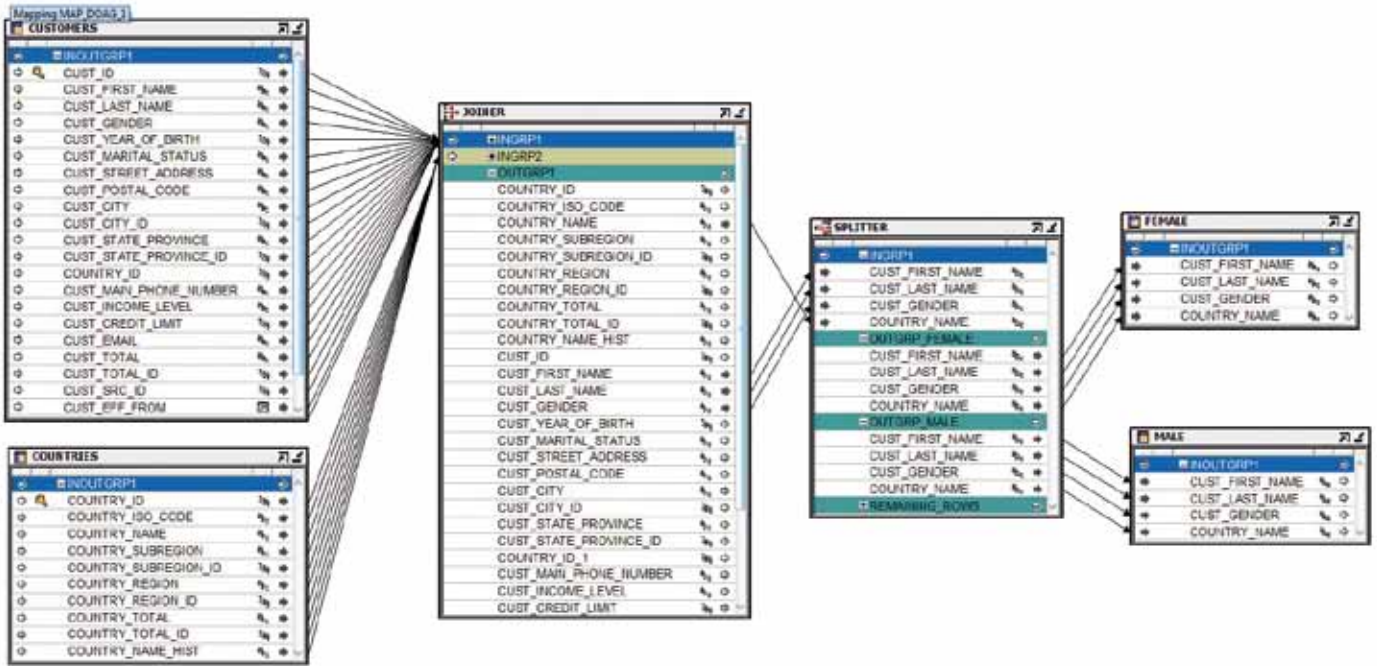 Mapping MAP_DOAG_1
CUSTOMERS
INOUTGRP1
CUST_ID
CUST_FIRST_NAME
CUST_LAST_NAME
CUST_GENDER
CUST_YEAR_OF_BIRTH
CUST_MARITAL_STATUS
CUST_STREET_ADDRESS
CUST_POSTAL_CODE
CUST_CITY
CUST_CITY_ID
CUST_STATE_PROVINCE
CUST_STATE_PROVINCE_ID
COUNTRY_ID
CUST_MAIN_PHONE_NUMBER
CUST_INCOME_LEVEL
CUST_CREDIT_LIMIT
CUST_EMAIL
CUST_TOTAL
CUST_TOTAL_ID
CUST_SRC_ID
CUST_EFF_FROM
COUNTRIES
INOUTGRP1
COUNTRY_ID
COUNTRY_ISO_CODE
COUNTRY_NAME
COUNTRY_SUBREGION
COUNTRY_SUBREGION_ID
COUNTRY_REGION
COUNTRY_REGION_ID
COUNTRY_TOTAL
COUNTRY_TOTAL_ID
COUNTRY_NAME_HIST
JOINER
INGRP1
INGRP2
OUTGRP1
COUNTRY_ID
COUNTRY_ISO_CODE
COUNTRY_NAME
COUNTRY_SUBREGION
COUNTRY_SUBREGION_ID
COUNTRY_REGION
COUNTRY_REGION_ID
COUNTRY_TOTAL
COUNTRY_TOTAL_ID
COUNTRY_NAME_HIST
CUST_ID
CUST_FIRST_NAME
CUST_LAST_NAME
CUST_GENDER
CUST_YEAR_OF_BIRTH
CUST_MARITAL_STATUS
CUST_STREET_ADDRESS
CUST_POSTAL_CODE
CUST_CITY
CUST_CITY_ID
CUST_STATE_PROVINCE
CUST_STATE_PROVINCE_ID
COUNTRY_ID_1
CUST_MAIN_PHONE_NUMBER
CUST_INCOME_LEVEL
CUST_CREDIT_LIMIT
SPLITTER
INGRP1
CUST_FIRST_NAME
CUST_LAST_NAME
CUST_GENDER
COUNTRY_NAME
OUTGRP_FEMALE
CUST_FIRST_NAME
CUST_LAST_NAME
CUST_GENDER
COUNTRY_NAME
OUTGRP_MALE
CUST_FIRST_NAME
CUST_LAST_NAME
CUST_GENDER
COUNTRY_NAME
REMAINING_ROWS
FEMALE
INOUTGRP1
CUST_FIRST_NAME
CUST_LAST_NAME
CUST_GENDER
COUNTRY_NAME
MALE
INOUTGRP1
CUST_FIRST_NAME
CUST_LAST_NAME
CUST_GENDER
COUNTRY_NAME